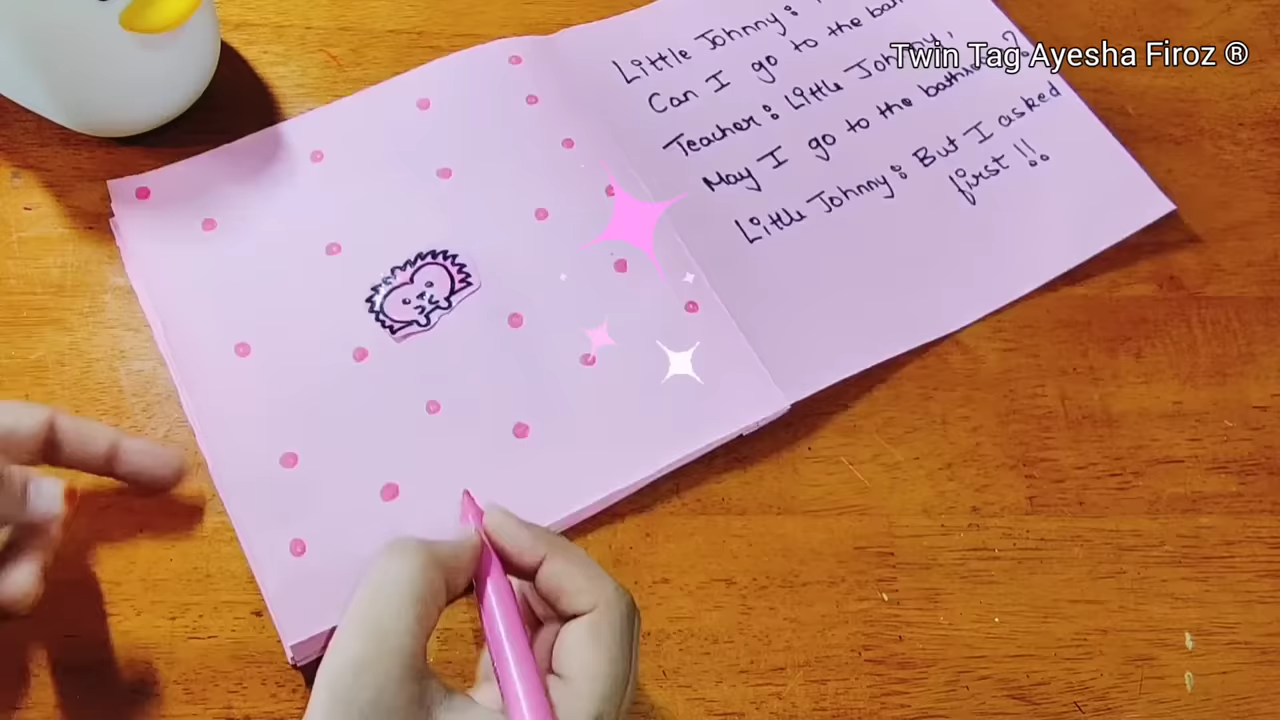 Little Johnny:
Can I go to the
Teacher: Little Johnny,
May I go to the ?
Little Johnny: But I asked
first !!
Twin Tag Ayesha Firoz ®